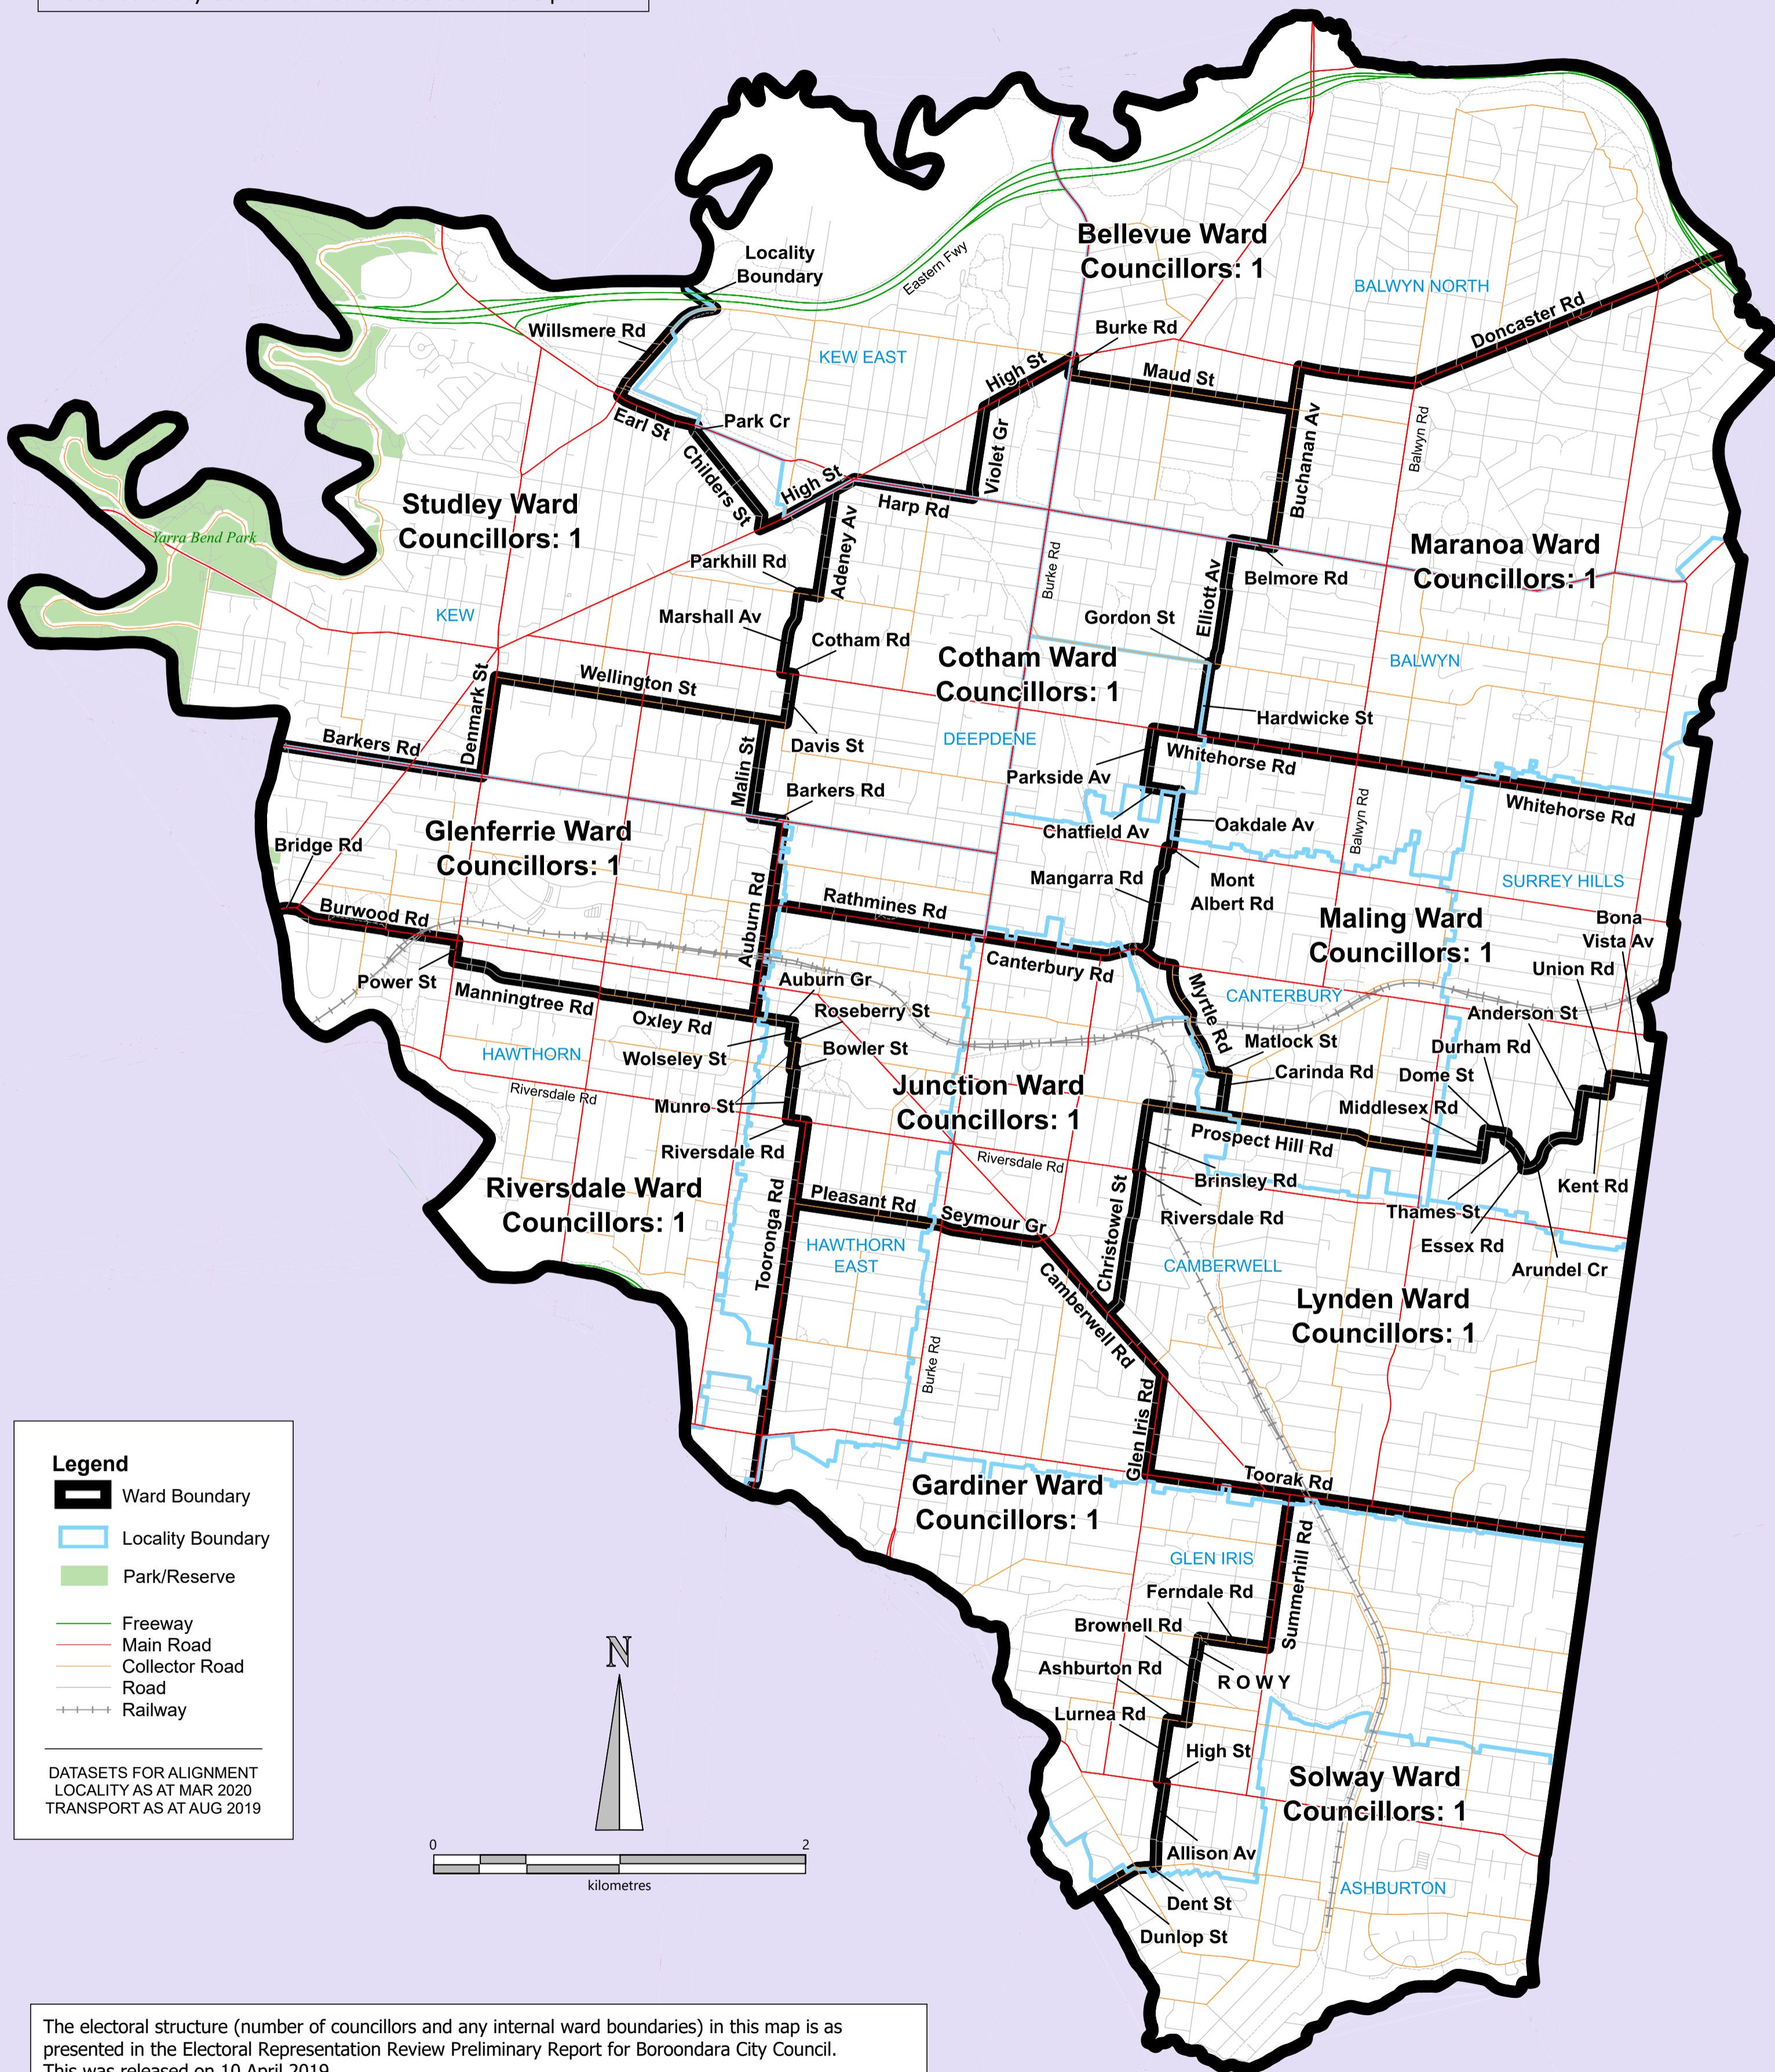 Locality
Boundary
Eastern Fwy
Bellevue Ward
Councillors: 1
BALWYN NORTH
Doncaster Rd
Willsmere Rd
KEW EAST
Burke Rd
High St
Maud St
Earl St
Park Cr
Childers St
High St
Violet Gr
Harp Rd
Buchanan Av
Balwyn Rd
Studley Ward
Councillors: 1
Yarra Bend Park
Parkhill Rd
Adeney Av
Burke Rd
Elliott Av
Belmore Rd
Maranoa Ward
Councillors: 1
KEW
Marshall Av
Cotham Rd
Gordon St
Cotham Ward
Councillors: 1
BALWYN
Denmark St
Wellington St
Hardwicke St
Barkers Rd
Malin St
Davis St
DEEPDENE
Whitehorse Rd
Parkside Av
Barkers Rd
Whitehorse Rd
Glenferrie Ward
Councillors: 1
Chatfield Av
Oakdale Av
Balwyn Rd
Bridge Rd
Mangarra Rd
Mont
Albert Rd
SURREY HILLS
Burwood Rd
Auburn Rd
Rathmines Rd
Maling Ward
Councillors: 1
Bona
Vista Av
Canterbury Rd
Union Rd
Power St
Manningtree Rd
Auburn Gr
Myrtle Rd
CANTERBURY
Oxley Rd
Roseberry St
Anderson St
HAWTHORN
Wolseley St
Bowler St
Matlock St
Durham Rd
Riversdale Rd
Junction Ward
Councillors: 1
Carinda Rd
Dome St
Munro St
Middlesex Rd
Riversdale Rd
Riversdale Rd
Prospect Hill Rd
Riversdale Ward
Councillors: 1
Tooronga Rd
Pleasant Rd
Seymour Gr
Christowel St
Brinsley Rd
Kent Rd
Riversdale Rd
Thames St
Essex Rd
Arundel Cr
HAWTHORN
EAST
Camberwell Rd
CAMBERWELL
Lynden Ward
Councillors: 1
Burke Rd
Glen Iris Rd
Toorak Rd
Gardiner Ward
Councillors: 1
GLEN IRIS
Summerhill Rd
Ferndale Rd
Brownell Rd
Ashburton Rd
R O W Y
Lurnea Rd
High St
Solway Ward
Councillors: 1
Allison Av
ASHBURTON
Dent St
Dunlop St
Legend
Ward Boundary
Locality Boundary
Park/Reserve
Freeway
Main Road
Collector Road
Road
Railway
DATASETS FOR ALIGNMENT
LOCALITY AS AT MAR 2020
TRANSPORT AS AT AUG 2019
N
0 2
kilometres
The electoral structure (number of councillors and any internal ward boundaries) in this map is as
presented in the Electoral Representation Review Preliminary Report for Boroondara City Council.
This was released on 10 April 2019